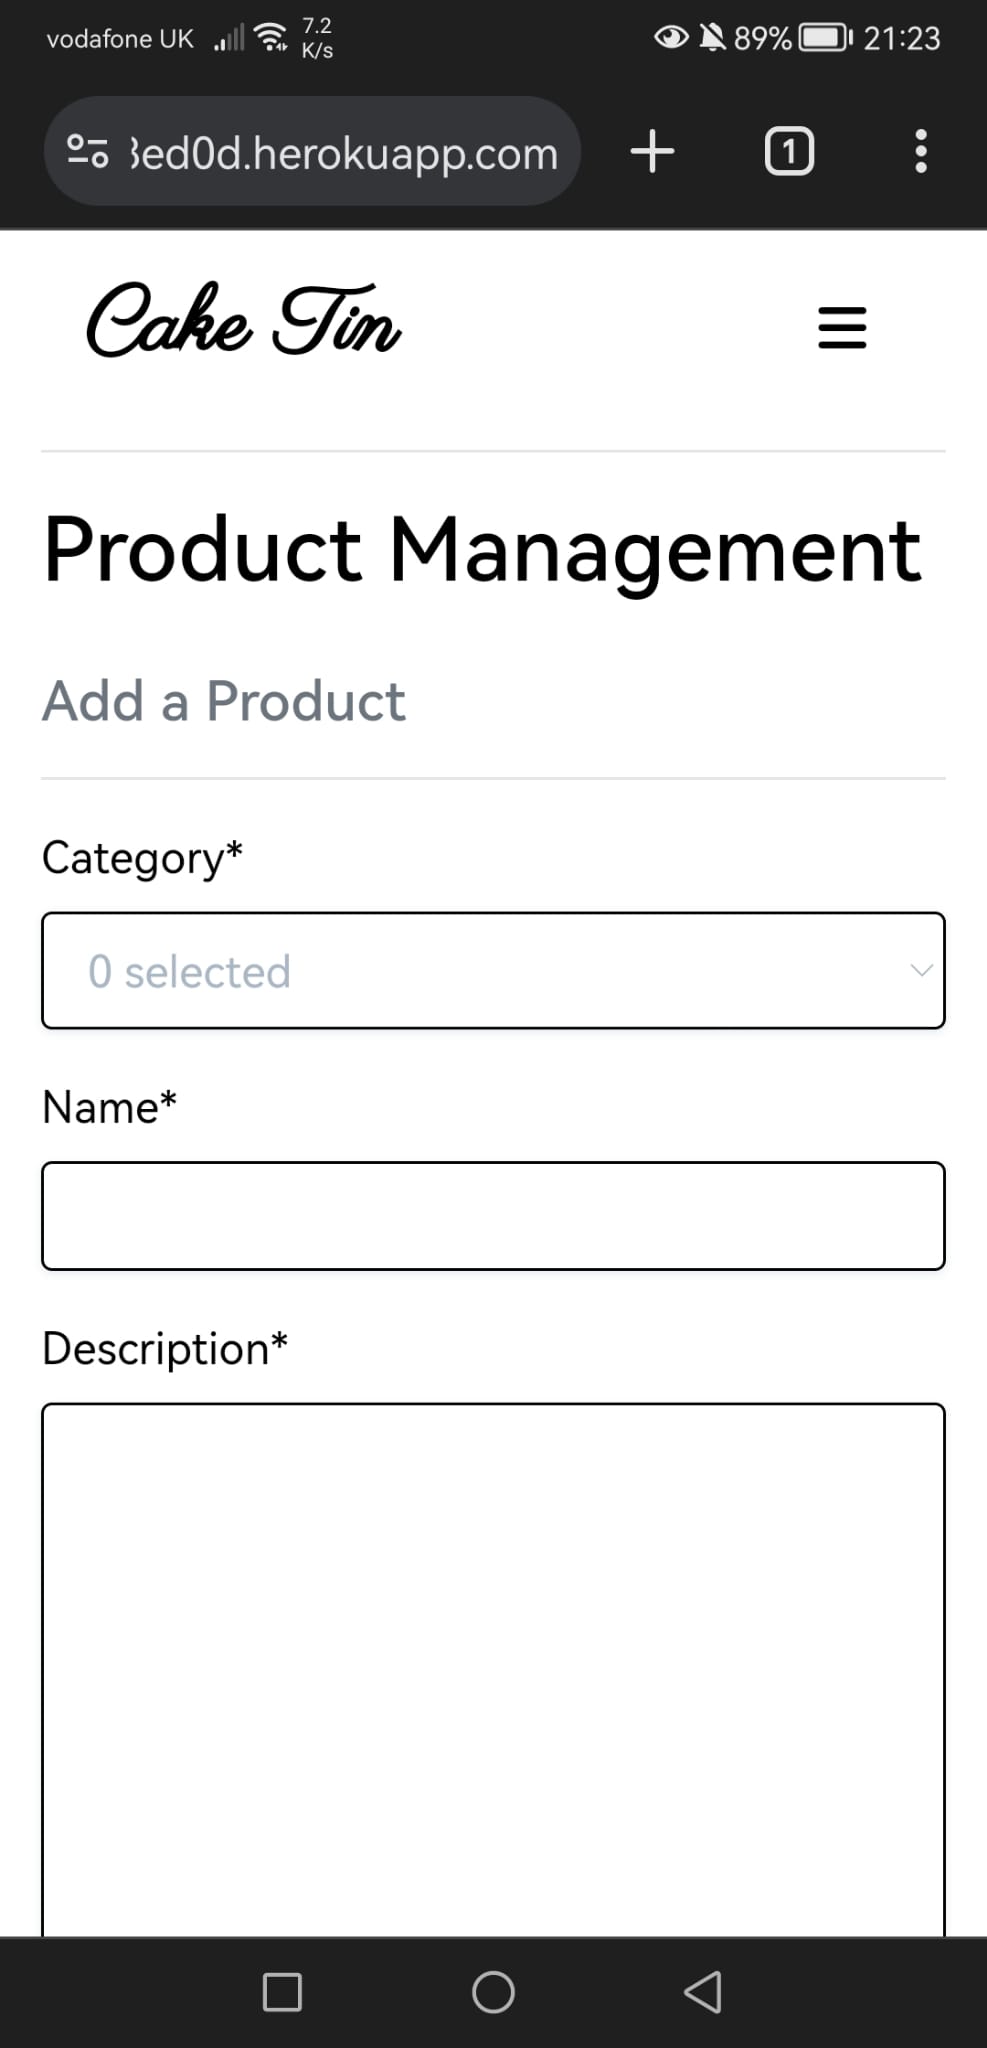 vodafone UK 7.2 K/s 89% 21:23
3ed0d.herokuapp.com 1
Cake Tin
Product Management
Add a Product
Category*
0 selected
Name*
Description*